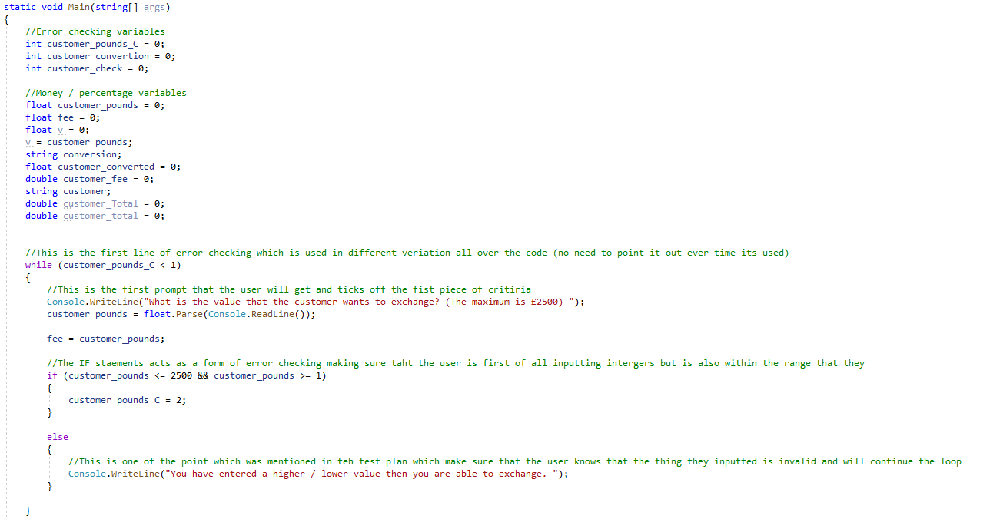 static void Main(string[] args)
{
//Error checking variables
int customer_pounds_C = 0;
int customer_convertion = 0;
int customer_check = 0;
//Money / percentage variables
float customer_pounds = 0;
float fee = 0;
float v = 0;
v = customer_pounds;
string conversion;
float customer_converted = 0;
double customer_fee = 0;
string customer;
double customer_Total = 0;
double customer_total = 0;
//This is the first line of error checking which is used in different veriation all over the code (no need to point it out ever time its used)
while (customer_pounds_C < 1)
{
//This is the first prompt that the user will get and ticks off the fist piece of critiria
Console.WriteLine("What is the value that the customer wants to exchange? (The maximum is £2500) ");
customer_pounds = float.Parse(Console.ReadLine());
fee = customer_pounds;
//The IF staements acts as a form of error checking making sure taht the user is first of all inputting intergers but is also within the range that they
if (customer_pounds <= 2500 && customer_pounds >= 1)
{
customer_pounds_C = 2;
}
else
{
//This is one of the point which was mentioned in teh test plan which make sure that the user knows that the thing they inputted is invalid and will continue the loop
Console.WriteLine("You have entered a higher / lower value then you are able to exchange. ");
}
}